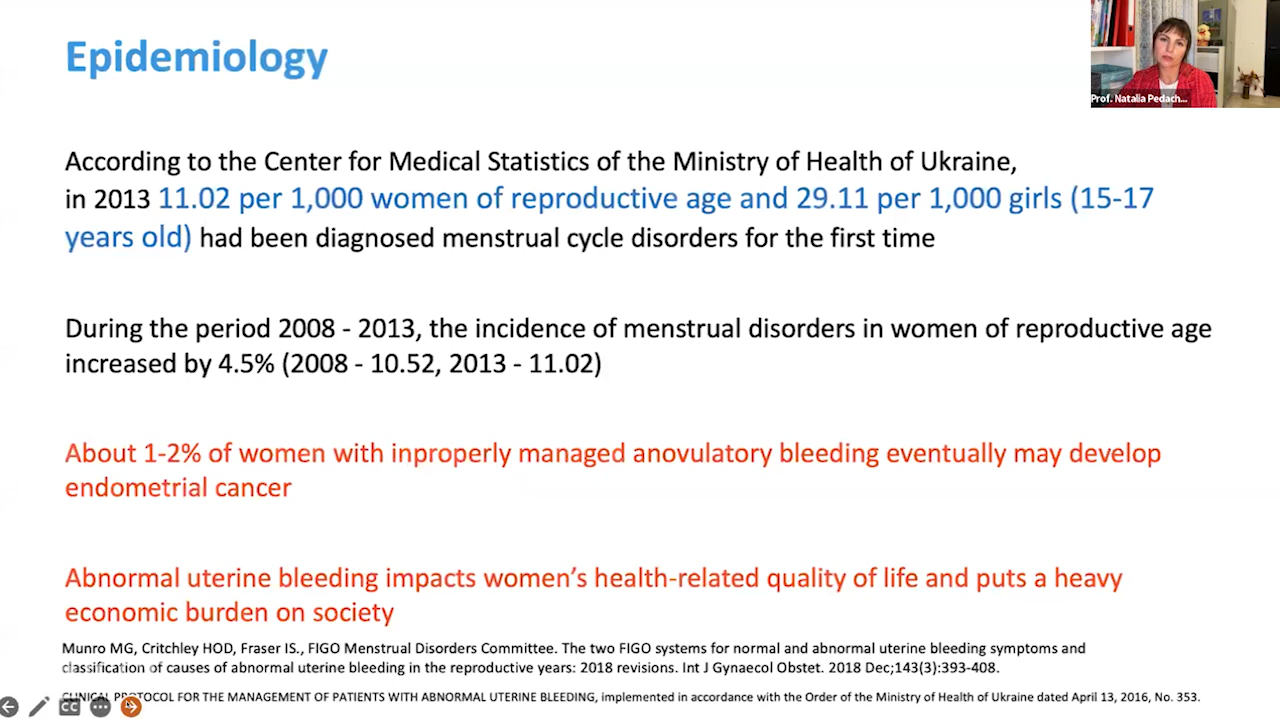 Epidemiology
Prof. Natalia Pedach...
According to the Center for Medical Statistics of the Ministry of Health of Ukraine,
in 2013 11.02 per 1,000 women of reproductive age and 29.11 per 1,000 girls (15-17
years old) had been diagnosed menstrual cycle disorders for the first time
During the period 2008 - 2013, the incidence of menstrual disorders in women of reproductive age
increased by 4.5% (2008 - 10.52, 2013 - 11.02)
About 1-2% of women with inproperly managed anovulatory bleeding eventually may develop
endometrial cancer
Abnormal uterine bleeding impacts women’s health-related quality of life and puts a heavy
economic burden on society
Munro MG, Critchley HOD, Fraser IS., FIGO Menstrual Disorders Committee. The two FIGO systems for normal and abnormal uterine bleeding symptoms and
classification of causes of abnormal uterine bleeding in the reproductive years: 2018 revisions. Int J Gynaecol Obstet. 2018 Dec;143(3):393-408.
CLINICAL PROTOCOL FOR THE MANAGEMENT OF PATIENTS WITH ABNORMAL UTERINE BLEEDING, implemented in accordance with the Order of the Ministry of Health of Ukraine dated April 13, 2016, No. 353.
CC